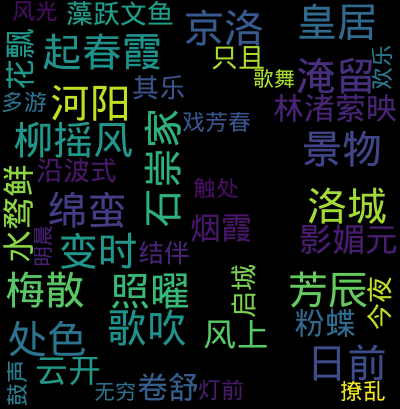 风光
藻跃文鱼
京洛
皇居
花飘
起春霞
只且
淹留
欢乐
多游
河阳
其乐
歌舞
林渚萦映
柳摇风
石崇家
戏芳春
景物
水鹜鲜
沿波式
绵蛮
触处
洛城
明晨
变时
结伴
烟霞
影媚元
梅散
照曜
启城
芳辰
今夜
处色
歌吹
风上
粉蝶
日前
鼓声
云开
无穷
卷舒
灯前
撩乱